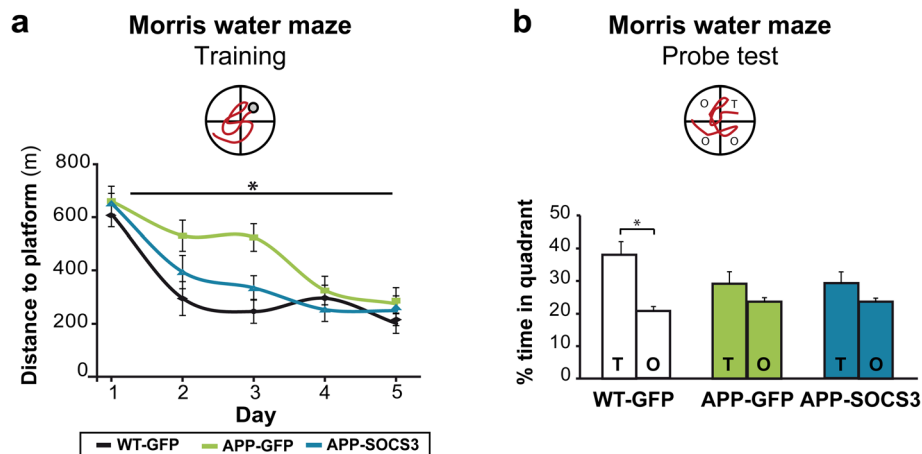 a
Morris water maze
Training
800
600
400
200
0
Distance to platform (m)
*
1 2 3 4 5
Day
WT-GFP APP-GFP APP-SOCS3
b
Morris water maze
Probe test
O T
O O
50
40
30
20
10
0
% time in quadrant
*
T O T O T O
WT-GFP APP-GFP APP-SOCS3